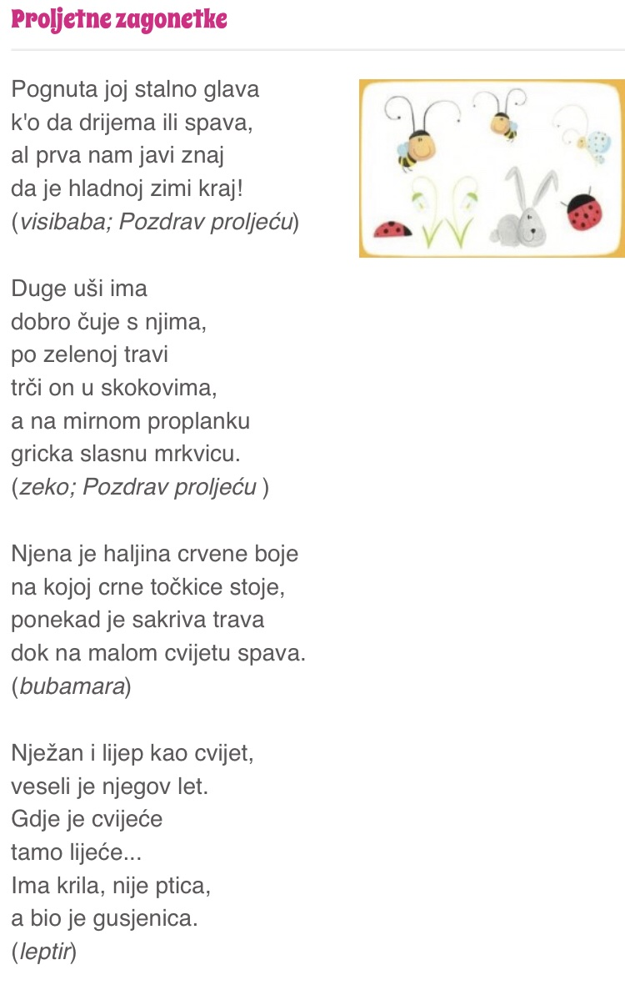 Proljetne zagonetke
Pognuta joj stalno glava
k'o da drijema ili spava,
al prva nam javi znaj
da je hladnoj zimi kraj!
(visibaba; Pozdrav proljeću)
Duge uši ima
dobro čuje s njima,
po zelenoj travi
trči on u skokovima,
a na mirnom proplanku
gricka slasnu mrkvicu.
(zeko; Pozdrav proljeću )
Njena je haljina crvene boje
na kojoj crne točkice stoje,
ponekad je sakriva trava
dok na malom cvijetu spava.
(bubamara)
Nježan i lijep kao cvijet,
veseli je njegov let.
Gdje je cvijeće
tamo lijeće...
Ima krila, nije ptica,
a bio je gusjenica.
(leptir)